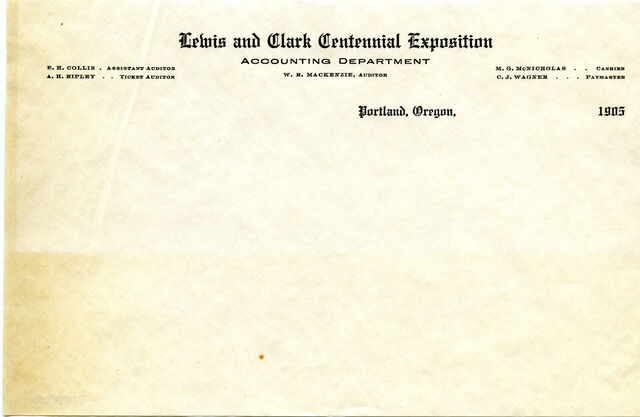 Lewis and Clark Centennial Exposition
Accounting Department
E. H. COLLIS . ASSISTANT AUDITOR
A. H. RIPLEY . . TICKET AUDITOR
W. R. MACKENZIE, AUDITOR
M. G. McNICHOLAS . . CASHIER
C. J. WAGNER . . . PAYMASTER
Portland, Oregon, 1905